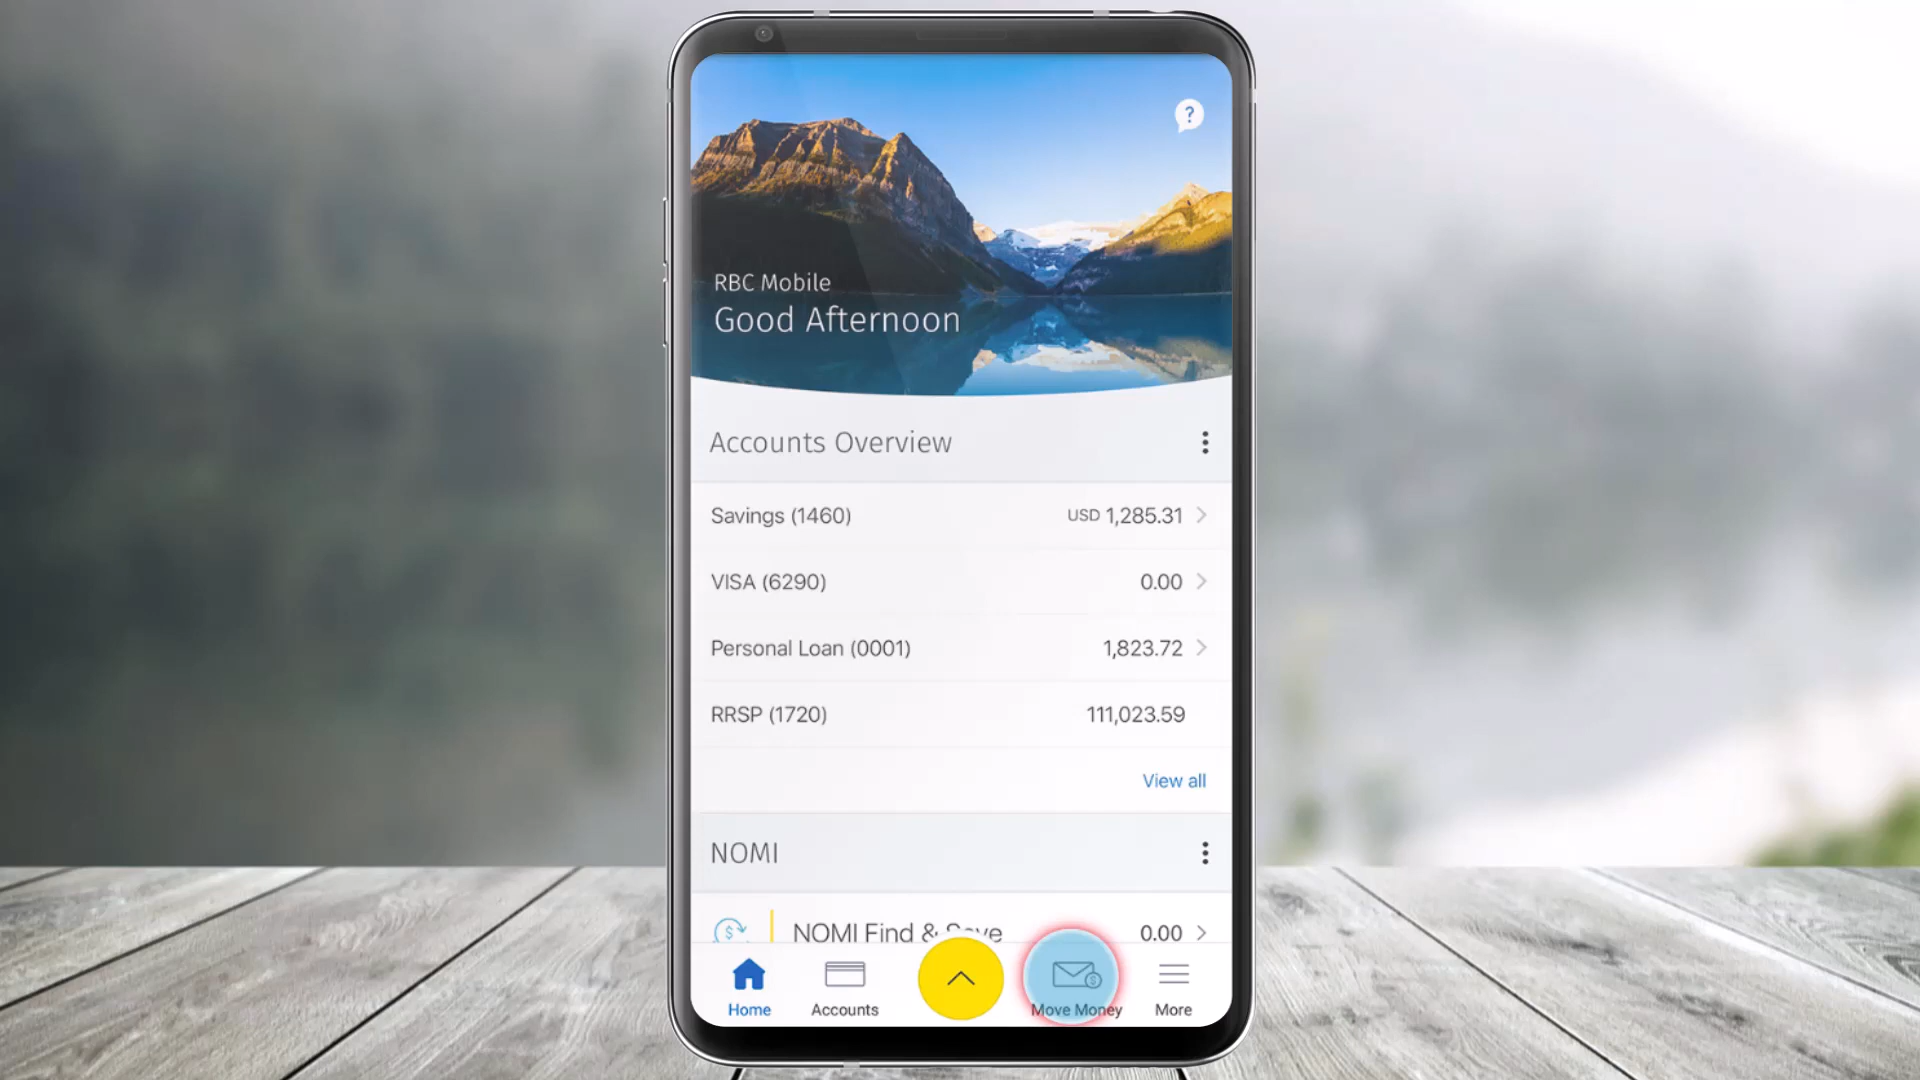 ?
RBC Mobile
Good Afternoon
Accounts Overview
Savings (1460) USD 1,285.31
VISA (6290) 0.00
Personal Loan (0001) 1,823.72
RRSP (1720) 111,023.59
View all
NOMI
$ NOMI Find & Save 0.00
$
Home Accounts Move Money More